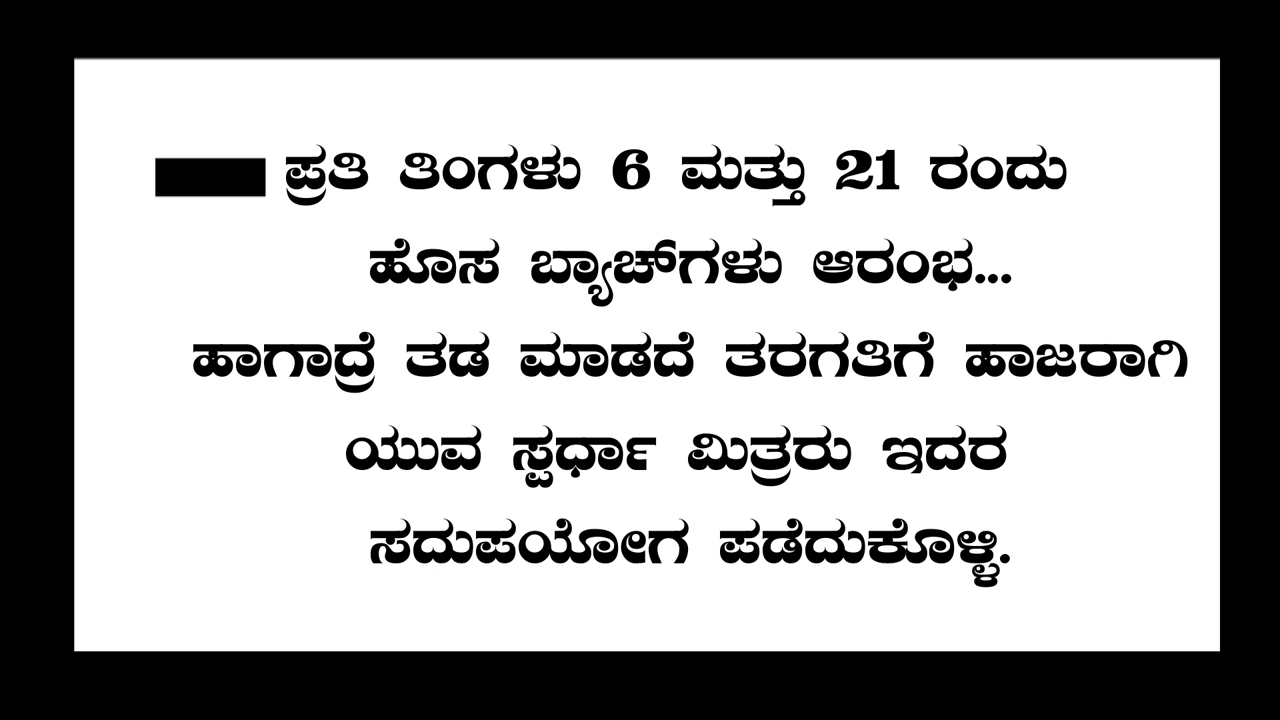 ಪ್ರತಿ ತಿಂಗಳು 6 ಮತ್ತು 21 ರಂದು
ಹೊಸ ಬ್ಯಾಚ್‌ಗಳು ಆರಂಭ...
ಹಾಗಾದ್ರೆ ತಡ ಮಾಡದೆ ತರಗತಿಗೆ ಹಾಜರಾಗಿ
ಯುವ ಸ್ಪರ್ಧಾ ಮಿತ್ರರು ಇದರ
ಸದುಪಯೋಗ ಪಡೆದುಕೊಳ್ಳಿ.